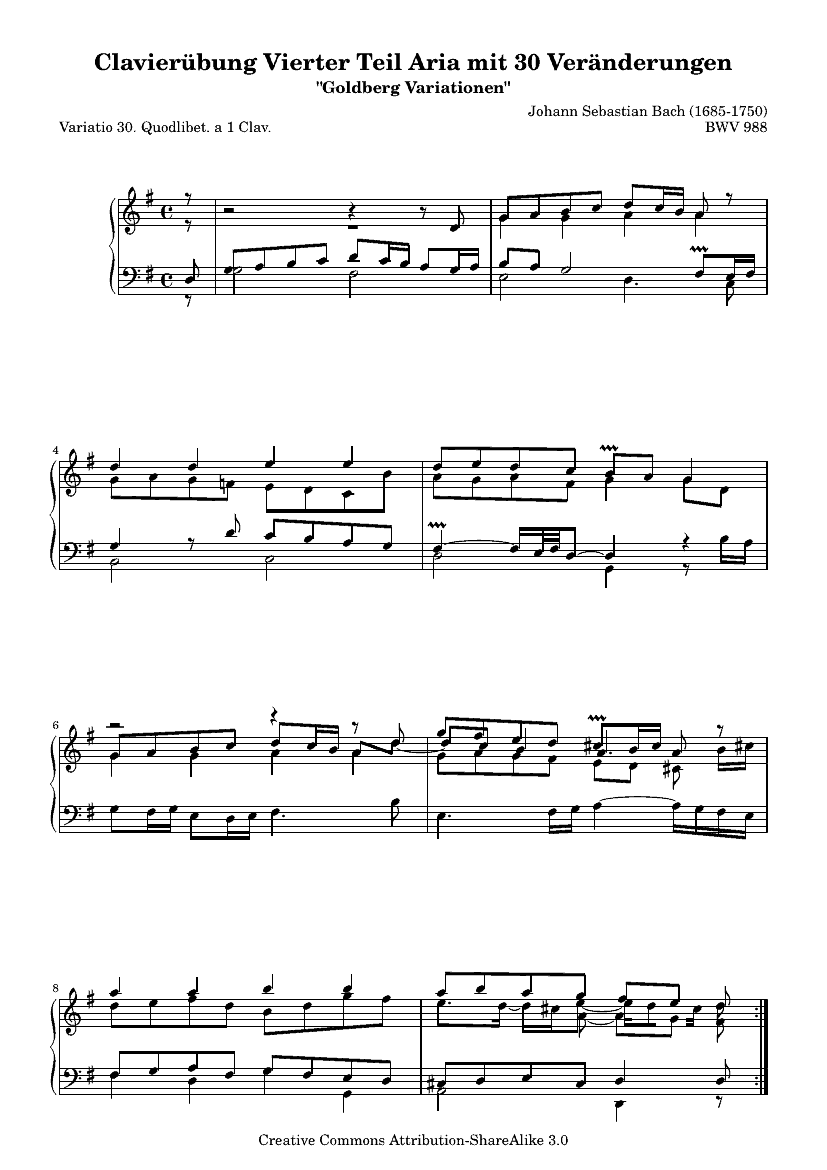 Clavierübung Vierter Teil Aria mit 30 Veränderungen
"Goldberg Variationen"
Johann Sebastian Bach (1685-1750)
Variatio 30. Quodlibet. a 1 Clav.
BWV 988
4
6
8
Creative Commons Attribution-ShareAlike 3.0